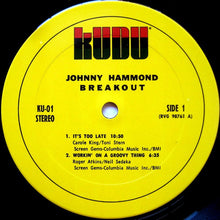 KUDU
JOHNNY HAMMOND
BREAKOUT
KU-01
STEREO
SIDE 1
(RVG 98761 A)
1. IT'S TOO LATE 10:50
Carole King/Toni Stern
Screen Gems-Columbia Music Inc./BMI
2. WORKIN' ON A GROOVY THING 6:35
Roger Atkins/Neil Sedaka
Screen Gems-Columbia Music Inc./BMI